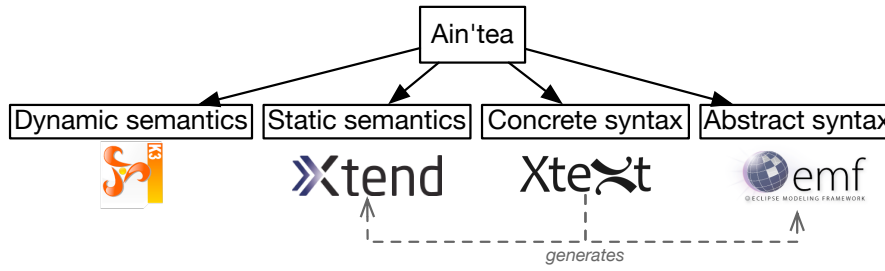 Ain'tea
Dynamic semantics
Static semantics
Concrete syntax
Abstract syntax
K3
Xtend
Xtext
emf
ECLIPSE MODELING FRAMEWORK
generates